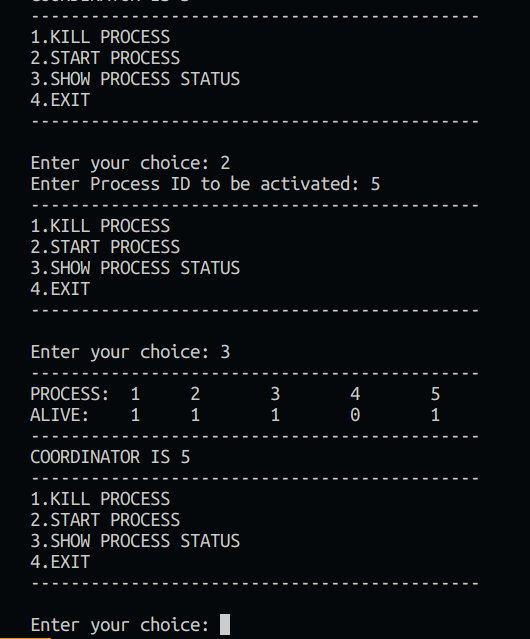 1.KILL PROCESS
2.START PROCESS
3.SHOW PROCESS STATUS
4.EXIT
---------------------------------------------
Enter your choice: 2
Enter Process ID to be activated: 5
---------------------------------------------
1.KILL PROCESS
2.START PROCESS
3.SHOW PROCESS STATUS
4.EXIT
---------------------------------------------
Enter your choice: 3
---------------------------------------------
PROCESS: 1 2 3 4 5
ALIVE: 1 1 1 0 1
---------------------------------------------
COORDINATOR IS 5
---------------------------------------------
1.KILL PROCESS
2.START PROCESS
3.SHOW PROCESS STATUS
4.EXIT
---------------------------------------------
Enter your choice: